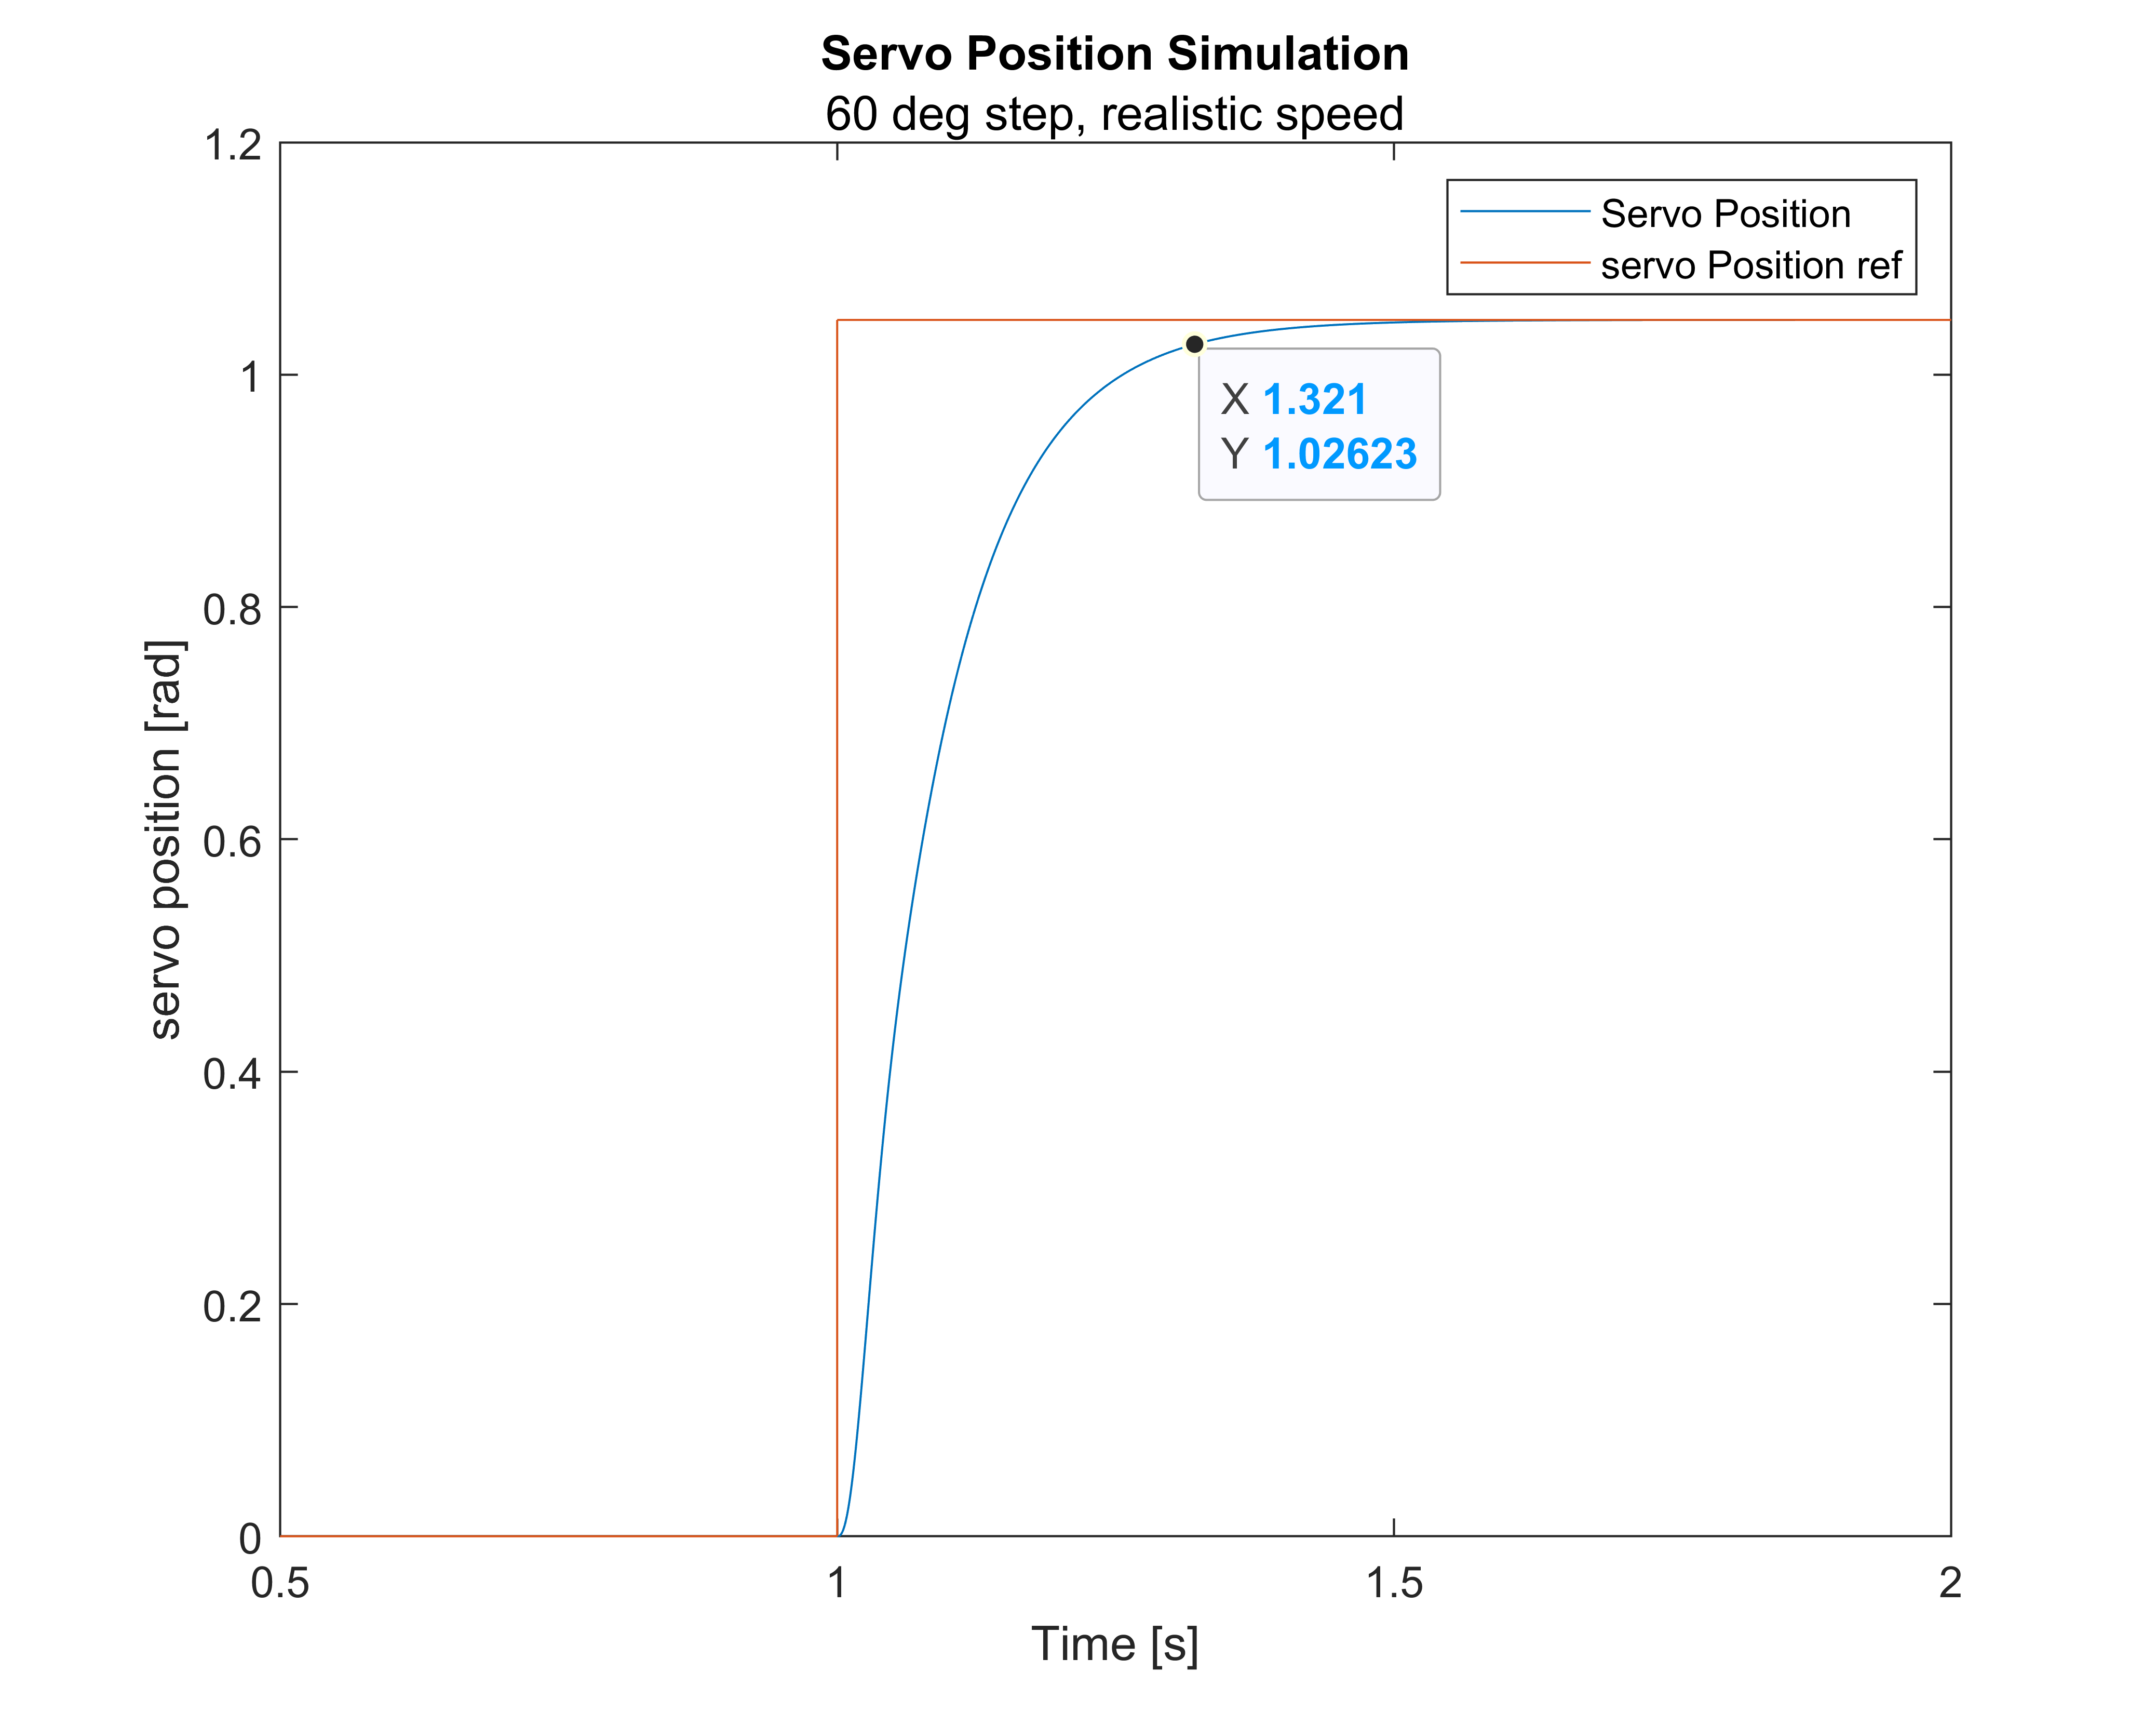 Servo Position Simulation
60 deg step, realistic speed
1.2
1
0.8
0.6
0.4
0.2
0
servo position [rad]
Servo Position
servo Position ref
X 1.321
Y 1.02623
0.5 1 1.5 2
Time [s]